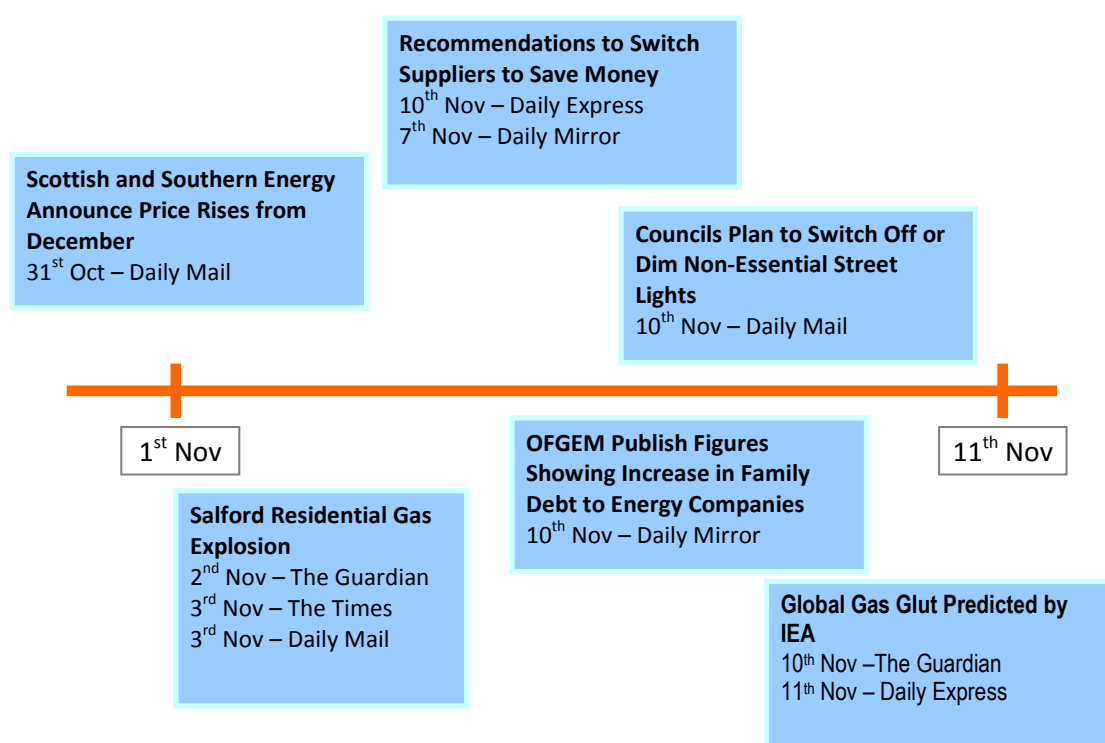 Recommendations to Switch
Suppliers to Save Money
10th Nov – Daily Express
7th Nov – Daily Mirror
Scottish and Southern Energy
Announce Price Rises from
December
31st Oct – Daily Mail
Councils Plan to Switch Off or
Dim Non-Essential Street
Lights
10th Nov – Daily Mail
1st Nov
11th Nov
OFGEM Publish Figures
Showing Increase in Family
Debt to Energy Companies
10th Nov – Daily Mirror
Salford Residential Gas
Explosion
2nd Nov – The Guardian
3rd Nov – The Times
3rd Nov – Daily Mail
Global Gas Glut Predicted by
IEA
10th Nov –The Guardian
11th Nov – Daily Express